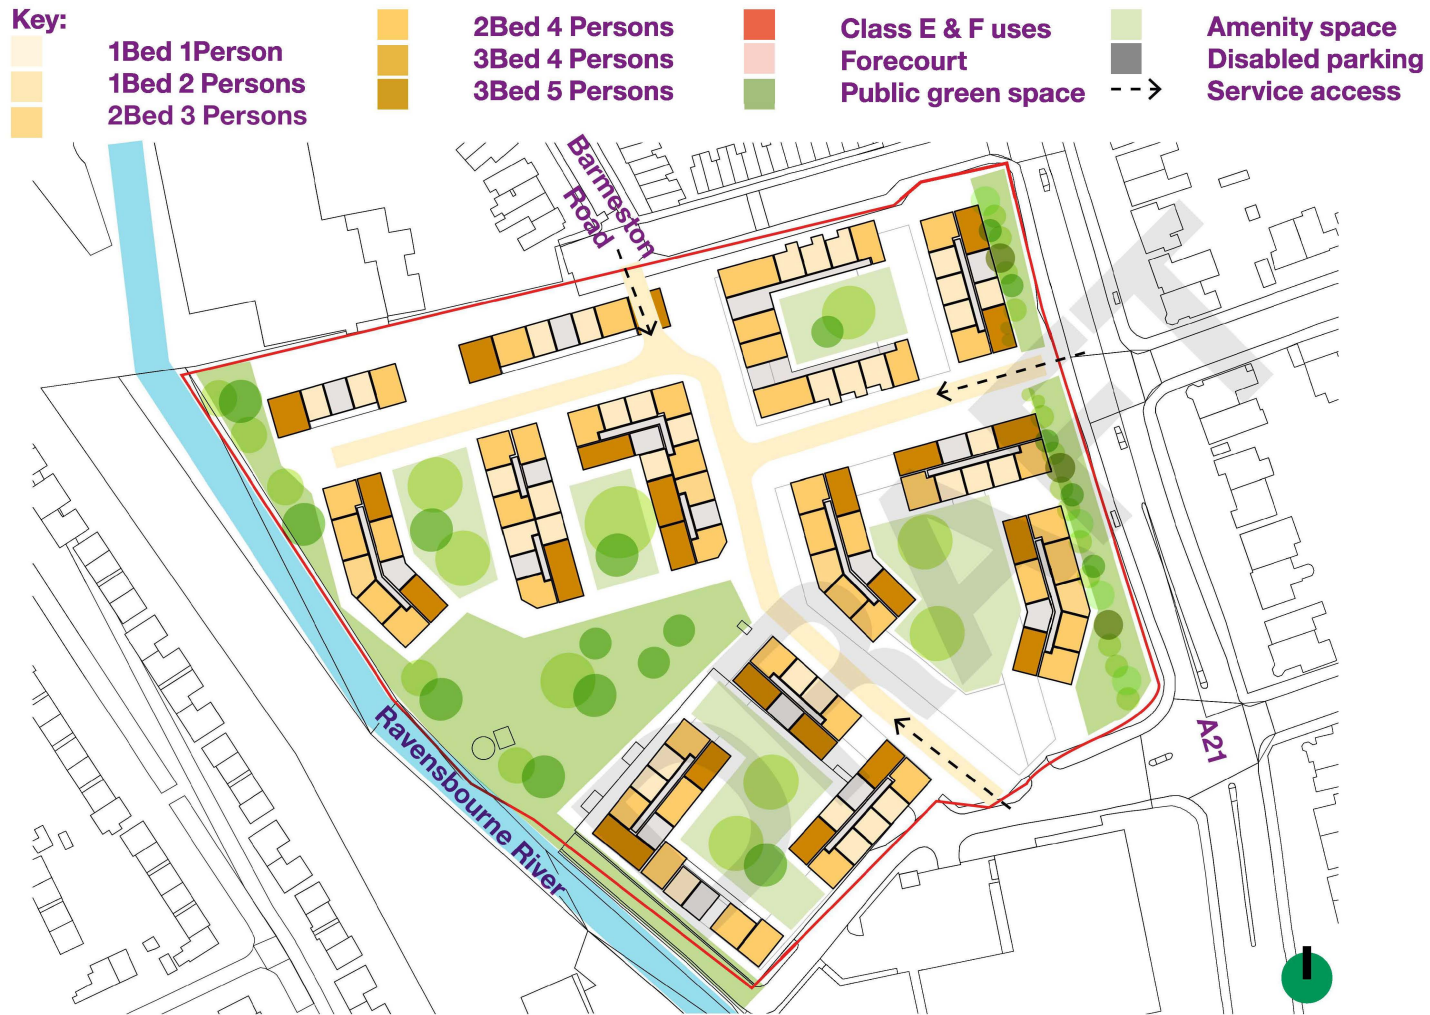 Key:
1Bed 1Person
1Bed 2 Persons
2Bed 3 Persons
2Bed 4 Persons
3Bed 4 Persons
3Bed 5 Persons
Class E & F uses
Forecourt
Public green space
Amenity space
Disabled parking
Service access
Barmeston
Road
Ravensbourne River
A21
DRAFT